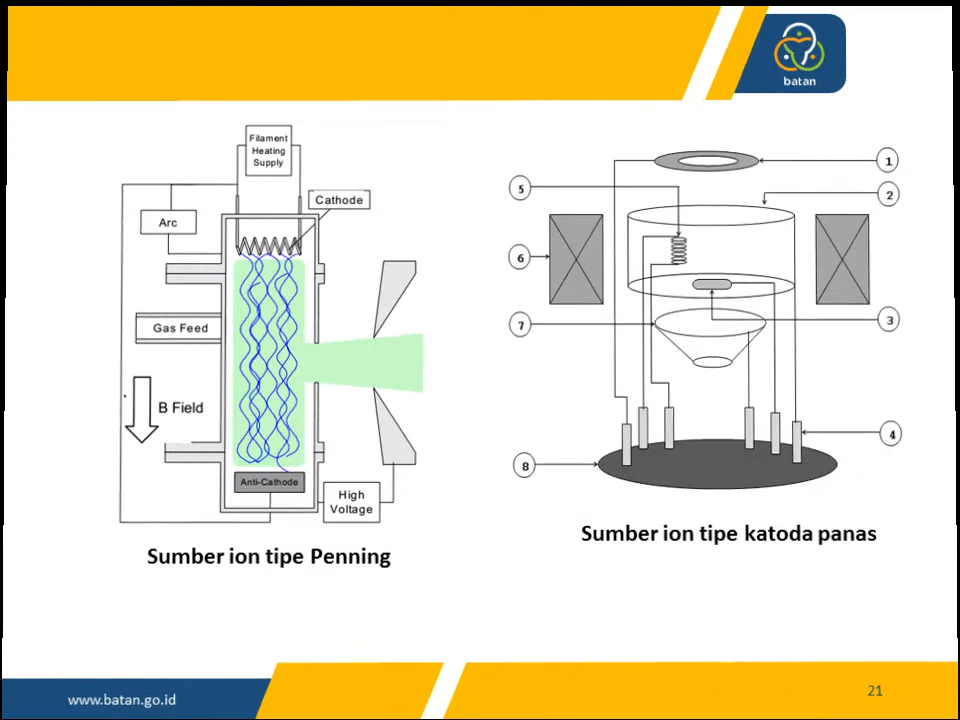 batan
Filament
Heating
Supply
Cathode
Arc
Gas Feed
B Field
Anti-Cathode
High
Voltage
Sumber ion tipe Penning
1
5
2
6
7
3
4
8
Sumber ion tipe katoda panas
www.batan.go.id
21